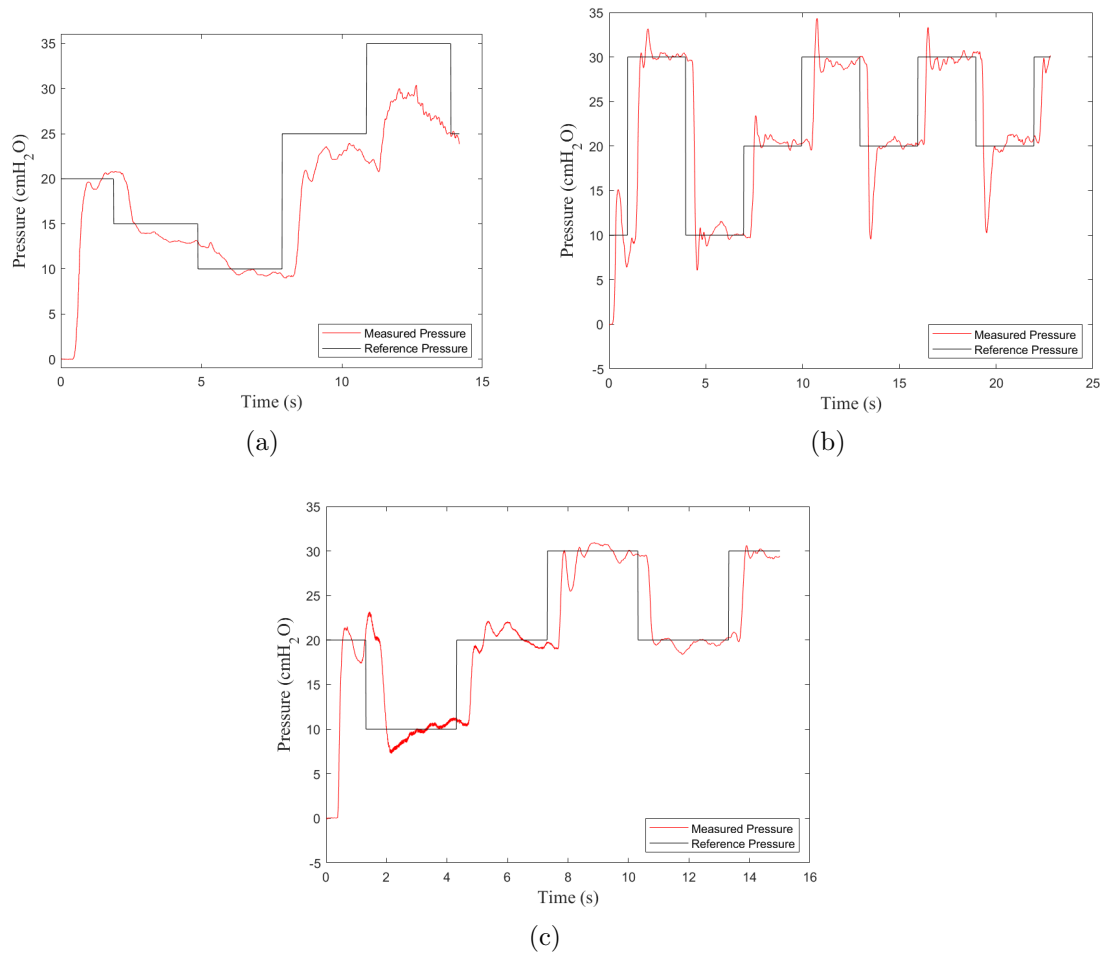 35
30
25
20
15
10
5
0
Pressure (cmH2O)
Measured Pressure
Reference Pressure
0 5 10 15
Time (s)
(a)
35
30
25
20
15
10
5
0
-5
Pressure (cmH2O)
Measured Pressure
Reference Pressure
0 5 10 15 20 25
Time (s)
(b)
35
30
25
20
15
10
5
0
-5
Pressure (cmH2O)
Measured Pressure
Reference Pressure
0 2 4 6 8 10 12 14 16
Time (s)
(c)